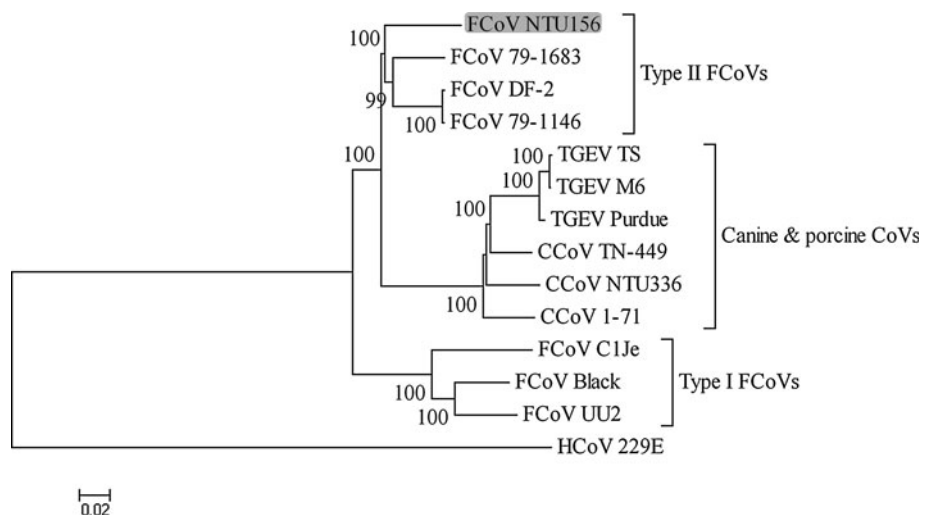 FCoV NTU156
100
FCoV 79-1683
Type II FCoVs
FCoV DF-2
99
FCoV 79-1146
100
100
TGEV TS
100
TGEV M6
100
TGEV Purdue
100
Canine & porcine CoVs
CCoV TN-449
CCoV NTU336
100
CCoV 1-71
FCoV C1Je
FCoV Black
Type I FCoVs
100
FCoV UU2
100
HCoV 229E
0.02